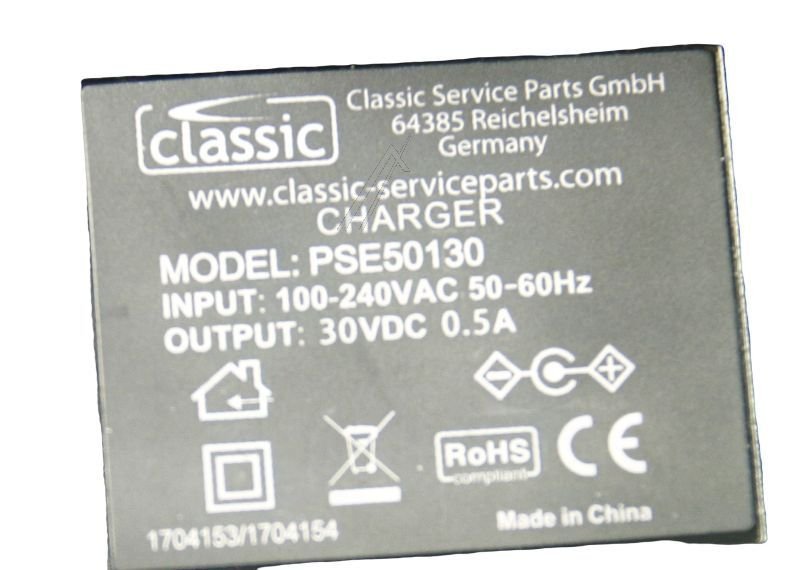 classic
Classic Service Parts GmbH
64385 Reichelsheim
Germany
www.classic-serviceparts.com
CHARGER
MODEL: PSE50130
INPUT: 100-240VAC 50-60Hz
OUTPUT: 30VDC 0.5A
RoHS
compliant
CE
1704153/1704154
Made in China